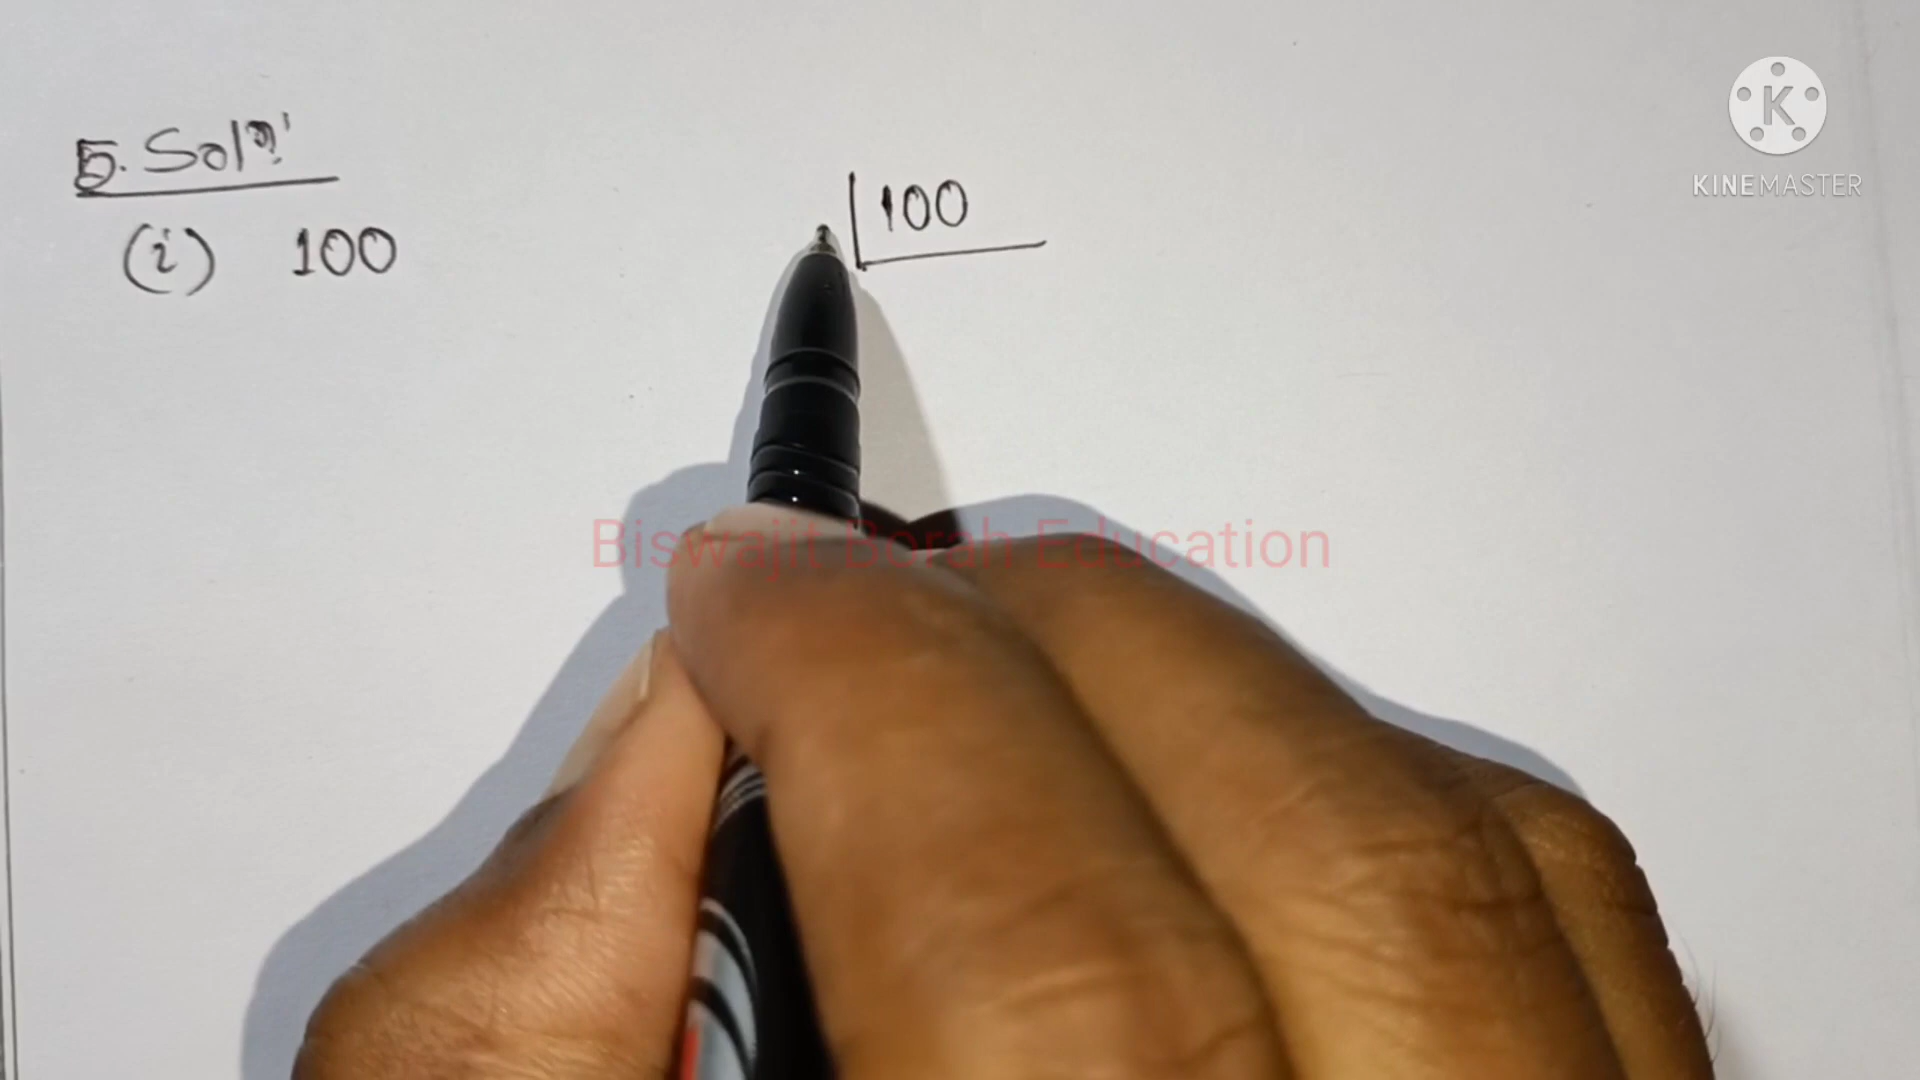 5. Solⁿ:
(i) 100
100
KINEMASTER
Biswajit Borah Education